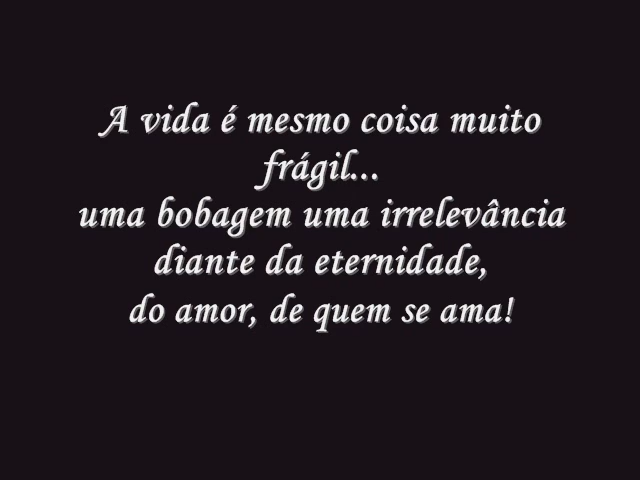 A vida é mesmo coisa muito
frágil...
uma bobagem uma irrelevância
diante da eternidade,
do amor, de quem se ama!